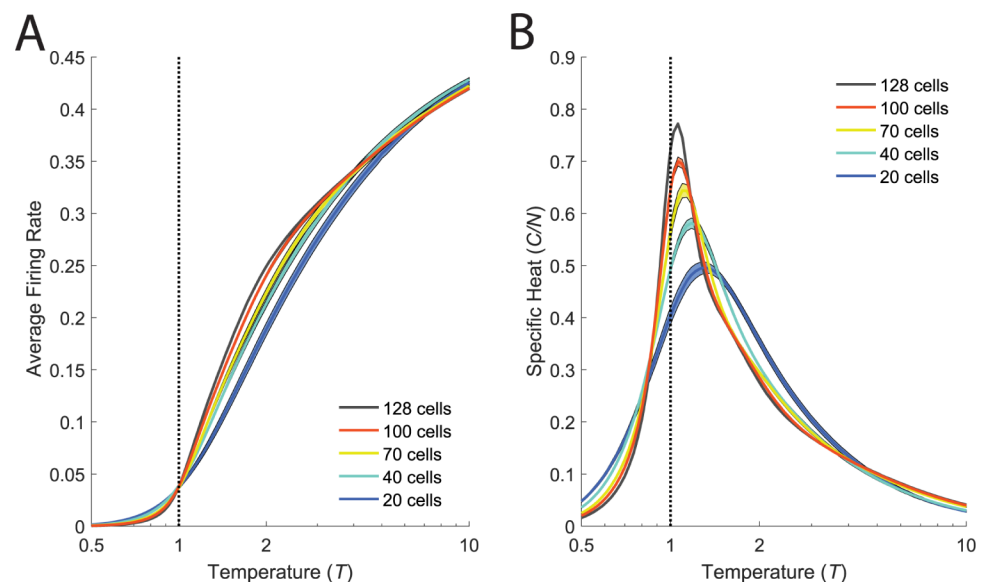 A
Average Firing Rate
0.45
0.4
0.35
0.3
0.25
0.2
0.15
0.1
0.05
0
128 cells
100 cells
70 cells
40 cells
20 cells
0.5
1
2
10
Temperature (T)
B
Specific Heat (C/N)
0.9
0.8
0.7
0.6
0.5
0.4
0.3
0.2
0.1
0
128 cells
100 cells
70 cells
40 cells
20 cells
0.5
1
2
10
Temperature (T)